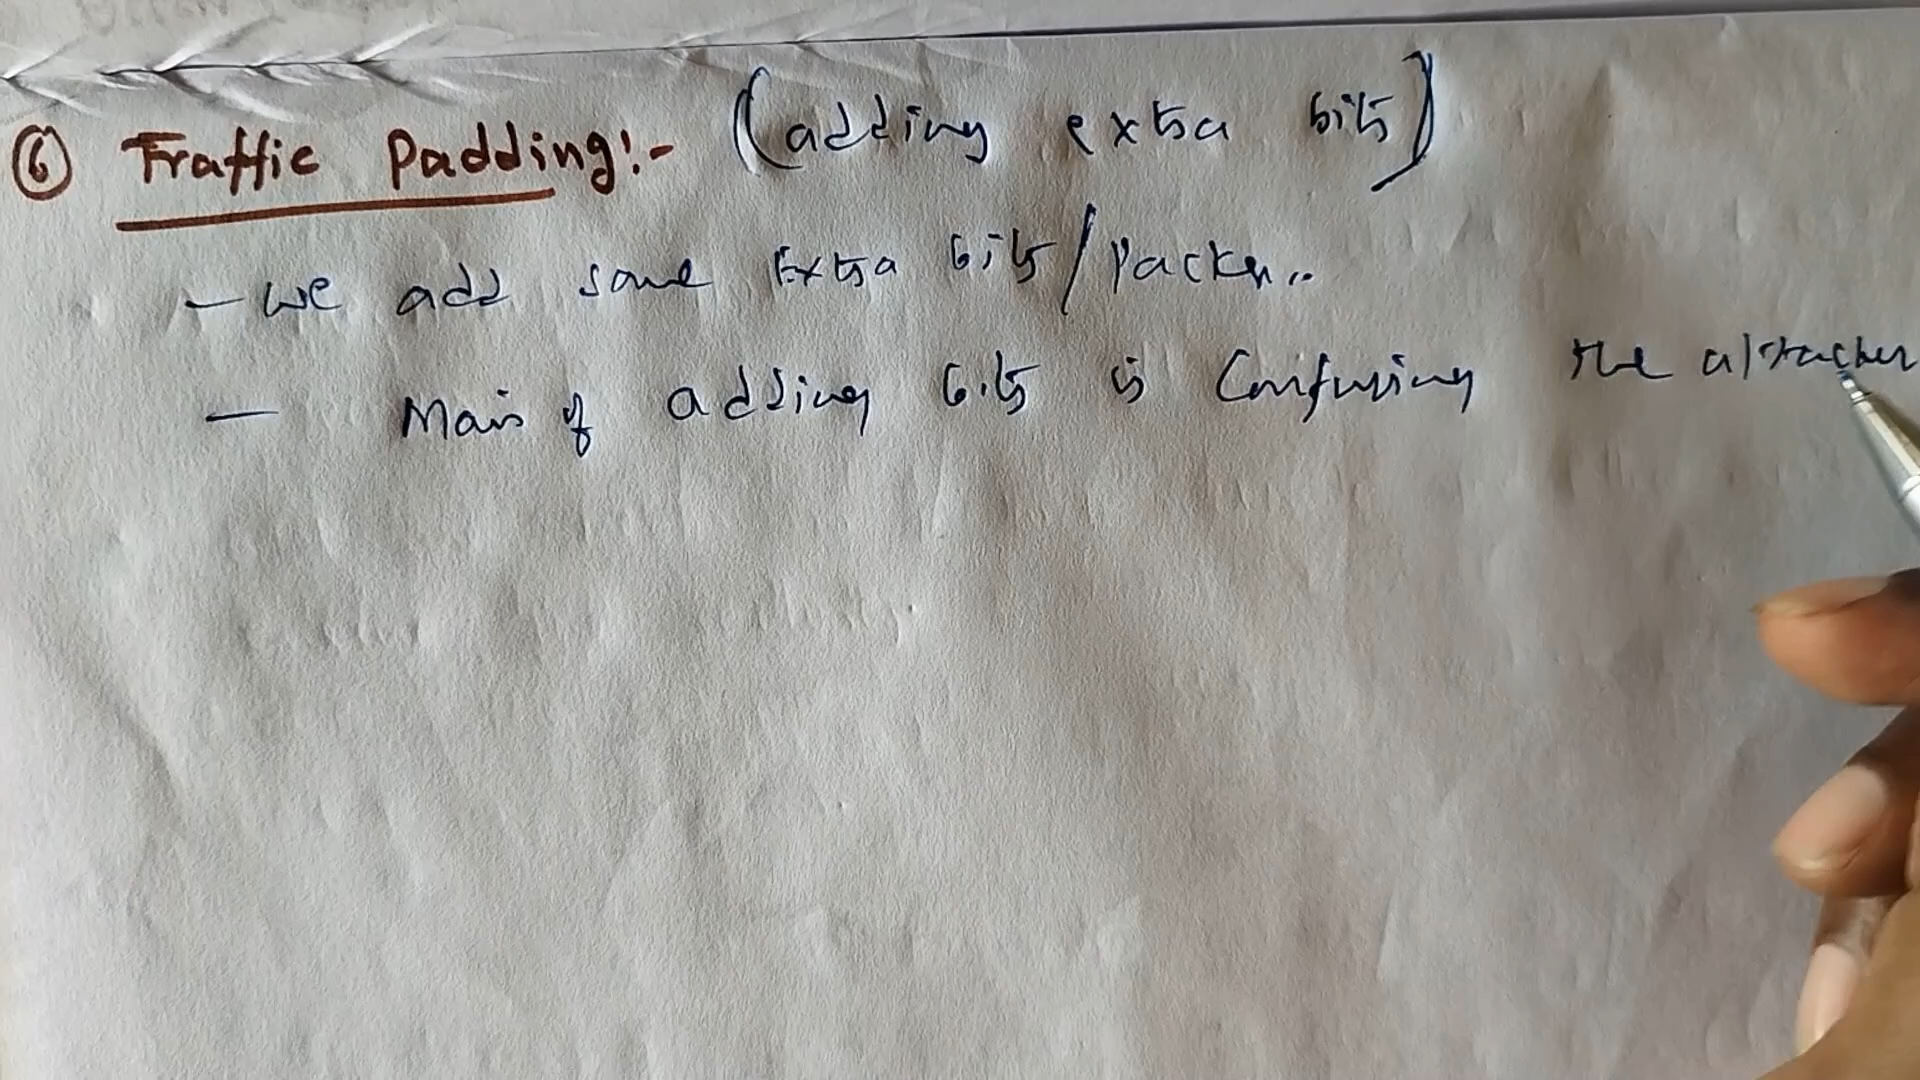 ⑥ Traffic Padding:- (adding extra bits)
- We add some Extra bits/Packets..
- Main of adding bits is Confusing the attacker